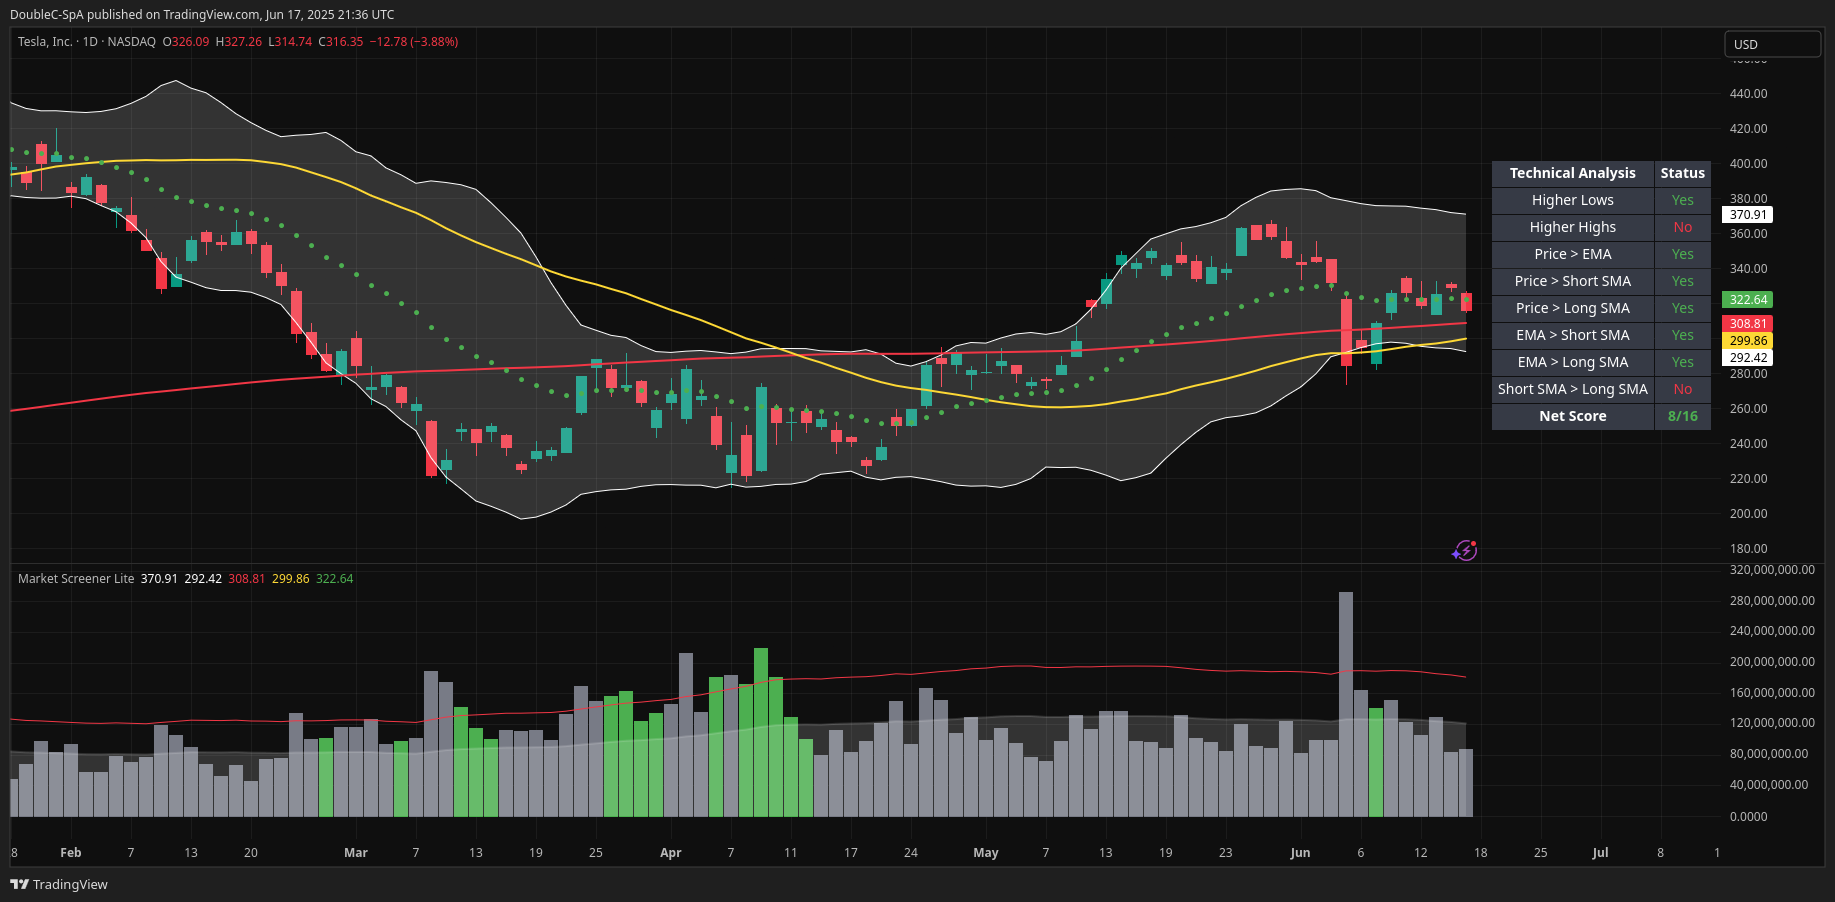 DoubleC-SpA published on TradingView.com, Jun 17, 2025 21:36 UTC
Tesla, Inc. · 1D · NASDAQ O326.09 H327.26 L314.74 C316.35 −12.78 (−3.88%)
USD
440.00
420.00
400.00
380.00
370.91
360.00
340.00
322.64
308.81
299.86
292.42
280.00
260.00
240.00
220.00
200.00
180.00
Technical Analysis Status
Higher Lows Yes
Higher Highs No
Price > EMA Yes
Price > Short SMA Yes
Price > Long SMA Yes
EMA > Short SMA Yes
EMA > Long SMA Yes
Short SMA > Long SMA No
Net Score 8/16
Market Screener Lite 370.91 292.42 308.81 299.86 322.64
320,000,000.00
280,000,000.00
240,000,000.00
200,000,000.00
160,000,000.00
120,000,000.00
80,000,000.00
40,000,000.00
0.0000
8 Feb 7 13 20 Mar 7 13 19 25 Apr 7 11 17 24 May 7 13 19 23 Jun 6 12 18 25 Jul 8 1
TradingView